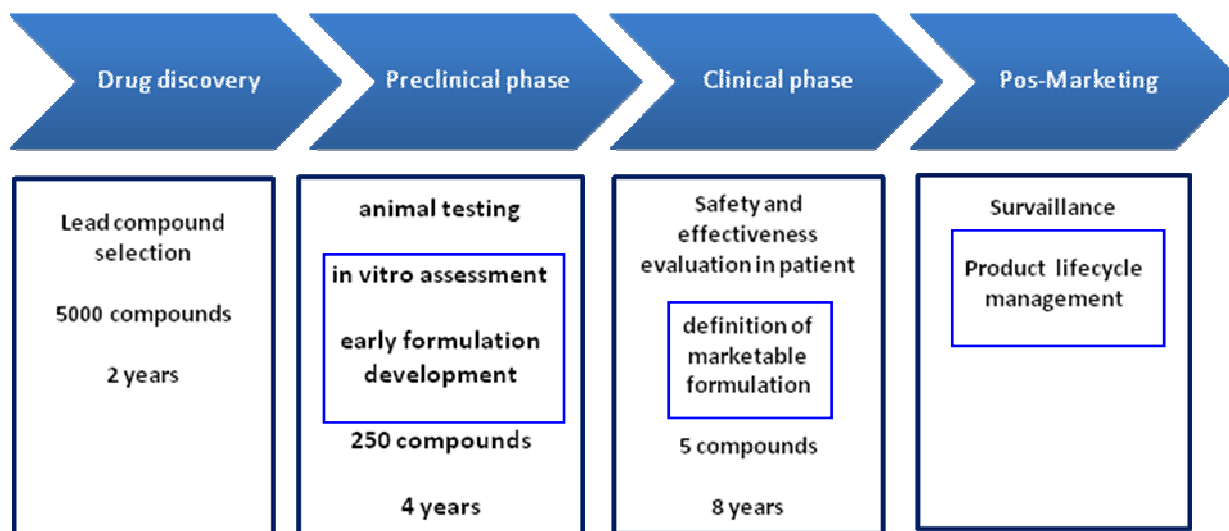 Drug discovery
Preclinical phase
Clinical phase
Pos-Marketing
Lead compound
selection
5000 compounds
2 years
animal testing
in vitro assessment
early formulation
development
250 compounds
4 years
Safety and
effectiveness
evaluation in patient
definition of
marketable
formulation
5 compounds
8 years
Survaillance
Product lifecycle
management